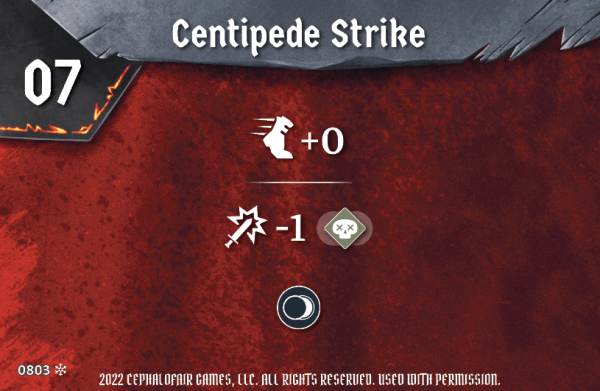 Centipede Strike
07
+0
-1
0803
2022 CEPHALOFAIR GAMES, LLC. ALL RIGHTS RESERVED. USED WITH PERMISSION.